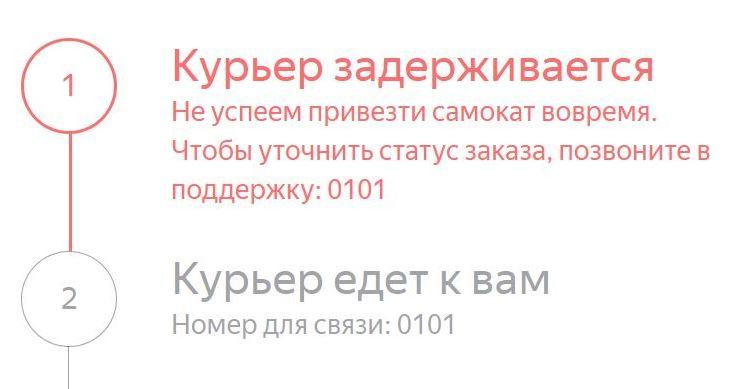 1
Курьер задерживается
Не успеем привезти самокат вовремя.
Чтобы уточнить статус заказа, позвоните в
поддержку: 0101
2
Курьер едет к вам
Номер для связи: 0101